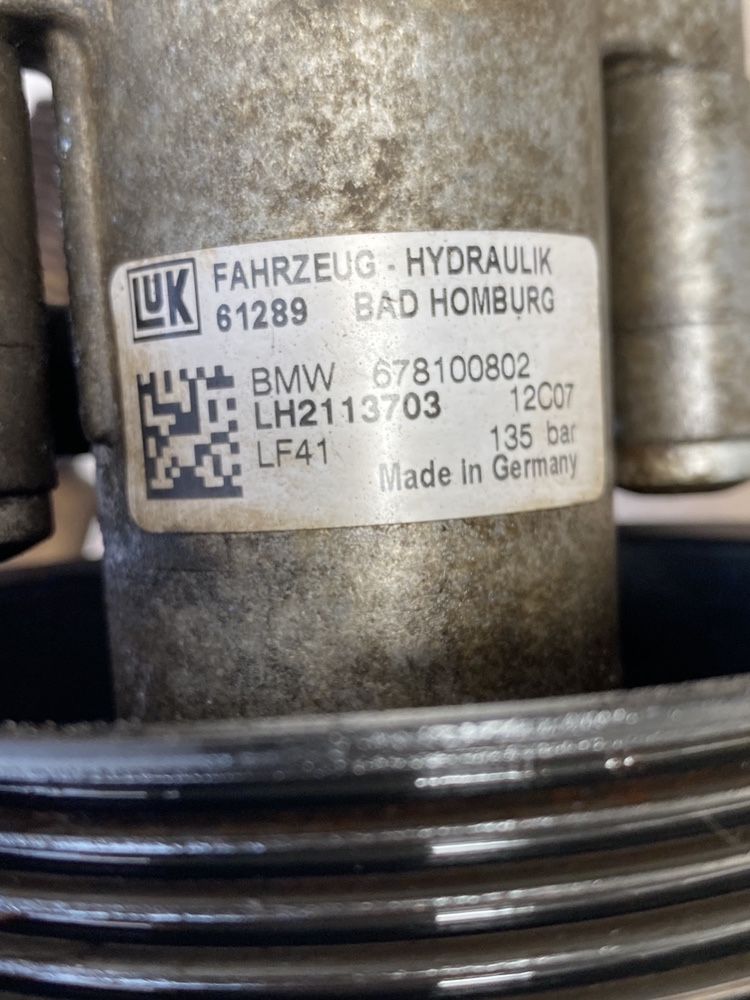 LuK FAHRZEUG - HYDRAULIK
61289 BAD HOMBURG
BMW 678100802
LH2113703 12C07
LF41 135 bar
Made in Germany